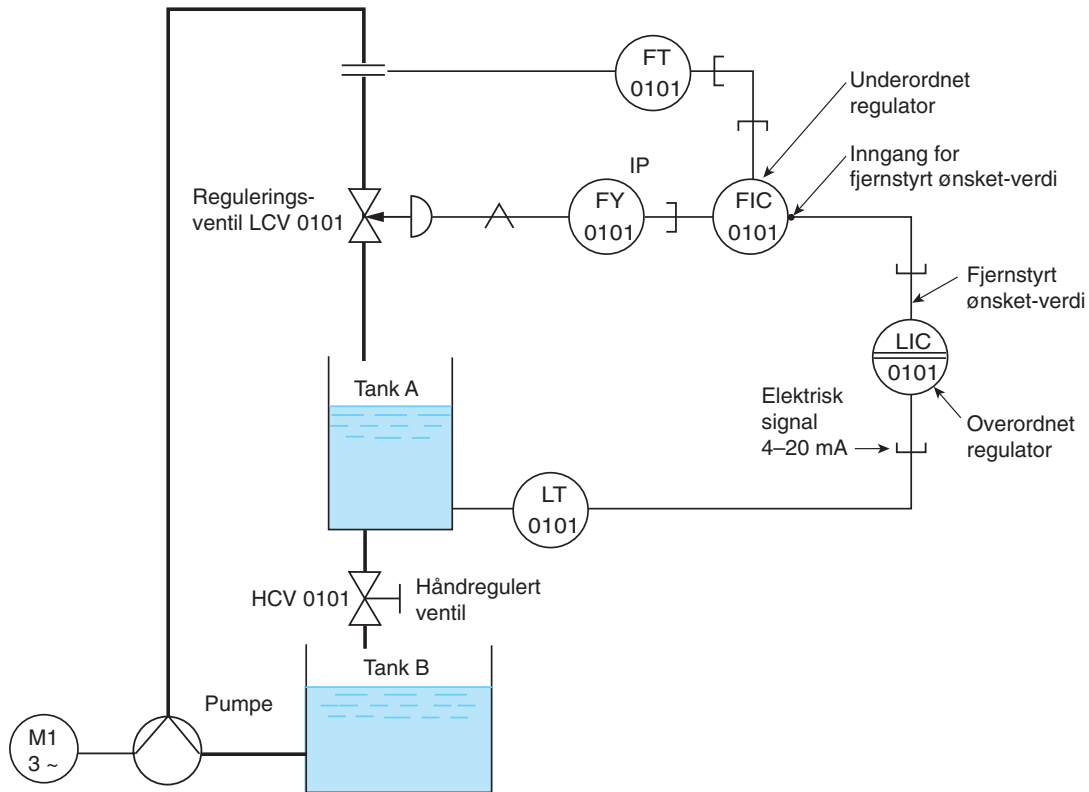 FT
0101
Underordnet
regulator
IP
Inngang for
fjernstyrt ønsket-verdi
Regulerings-
ventil LCV 0101
FY
0101
FIC
0101
Fjernstyrt
ønsket-verdi
LIC
0101
Tank A
Elektrisk
signal
4–20 mA
Overordnet
regulator
LT
0101
HCV 0101
Håndregulert
ventil
Tank B
Pumpe
M1
3 ~